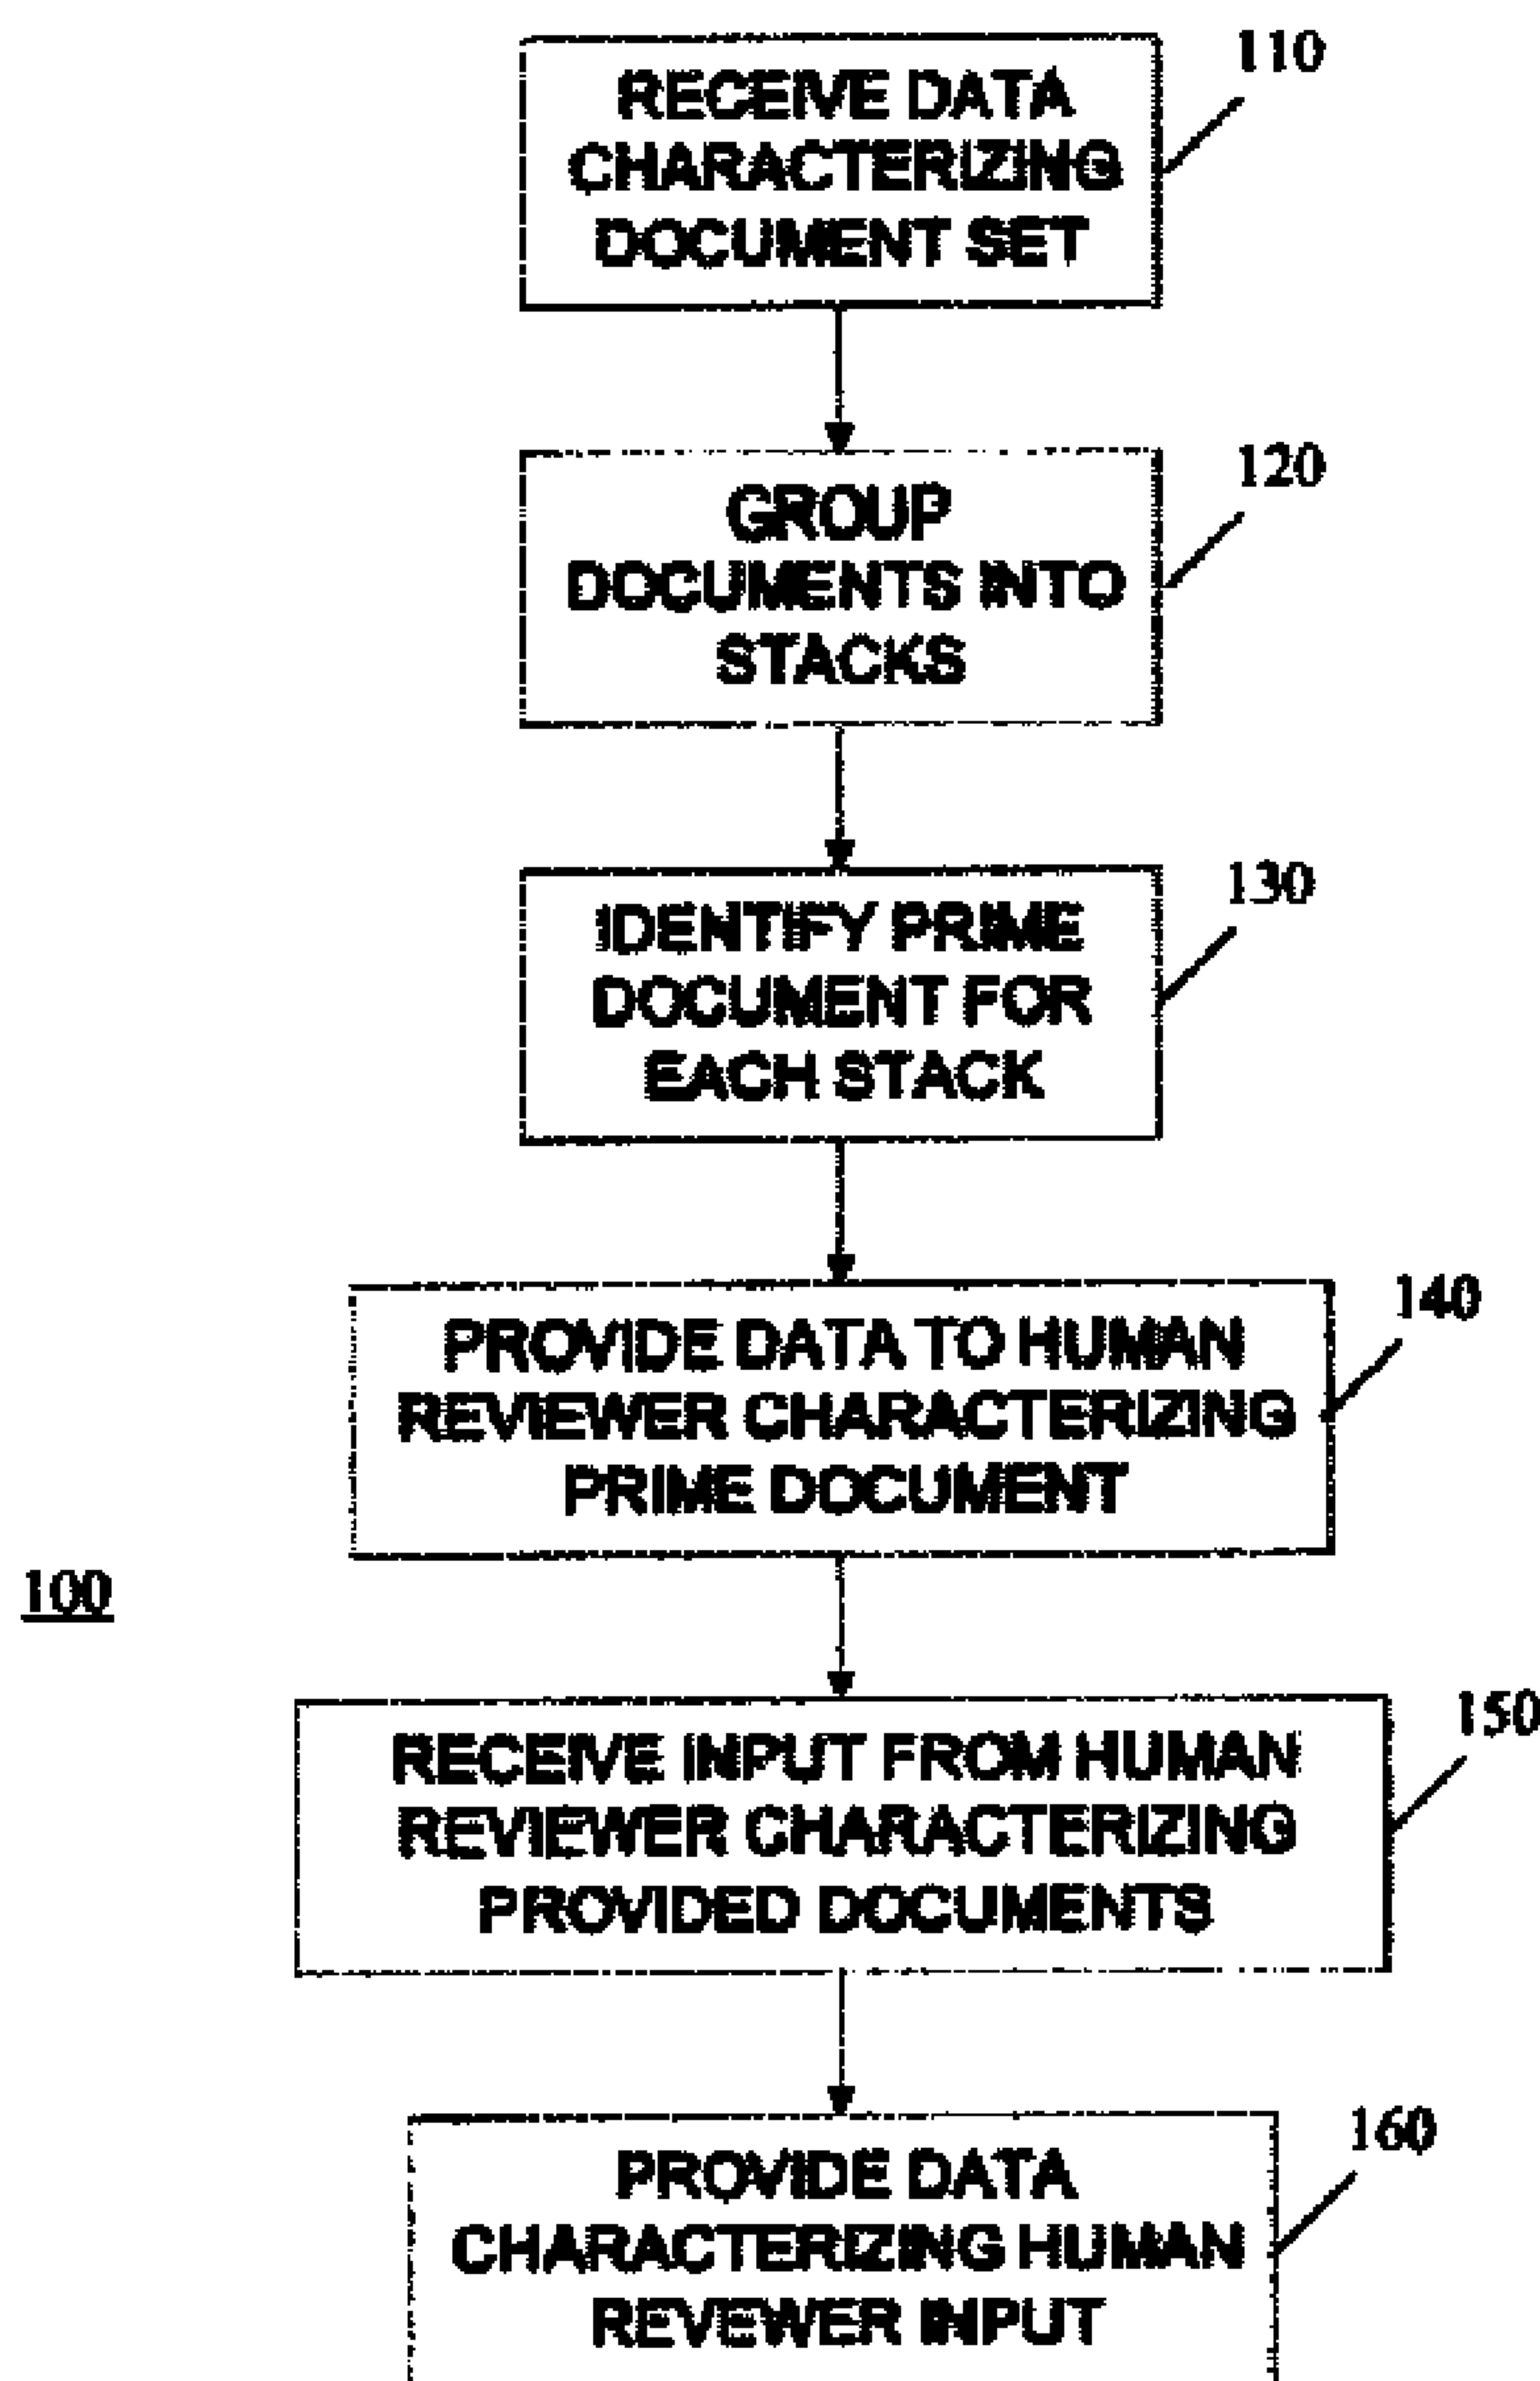 110
RECEIVE DATA
CHARACTERIZING
DOCUMENT SET
120
GROUP
DOCUMENTS INTO
STACKS
130
IDENTIFY PRIME
DOCUMENT FOR
EACH STACK
140
PROVIDE DATA TO HUMAN
REVIEWER CHARACTERIZING
PRIME DOCUMENT
100
150
RECEIVE INPUT FROM HUMAN
REVIEWER CHARACTERIZING
PROVIDED DOCUMENTS
160
PROVIDE DATA
CHARACTERIZING HUMAN
REVEWER INPUT